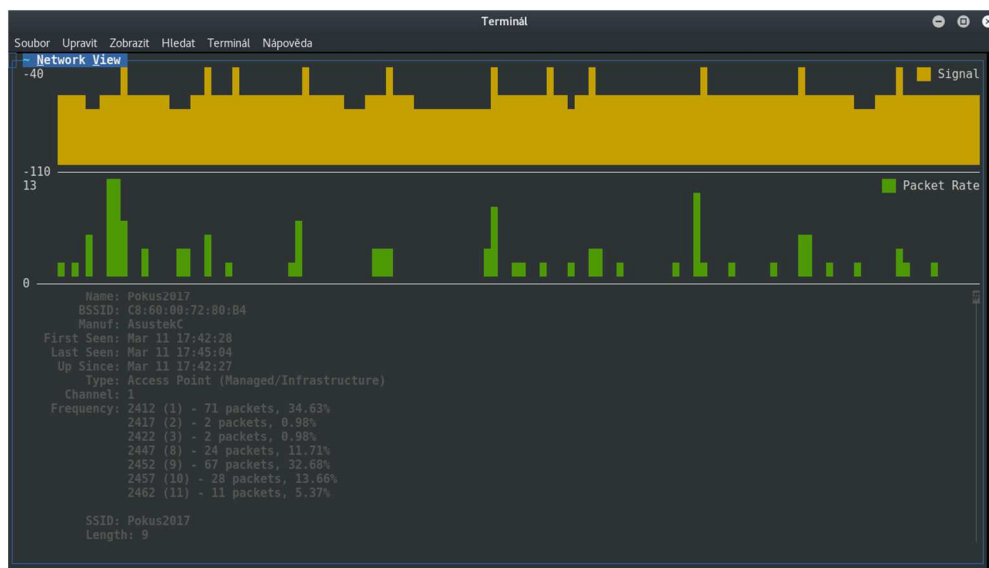 Terminál
Soubor Upravit Zobrazit Hledat Terminál Nápověda
~ Network View
-40
Signal
-110
13
Packet Rate
0
Name: Pokus2017
BSSID: C8:60:00:72:80:B4
Manuf: AsustekC
First Seen: Mar 11 17:42:28
Last Seen: Mar 11 17:45:04
Up Since: Mar 11 17:42:27
Type: Access Point (Managed/Infrastructure)
Channel: 1
Frequency: 2412 (1) - 71 packets, 34.63%
2417 (2) - 2 packets, 0.98%
2422 (3) - 2 packets, 0.98%
2447 (8) - 24 packets, 11.71%
2452 (9) - 67 packets, 32.68%
2457 (10) - 28 packets, 13.66%
2462 (11) - 11 packets, 5.37%
SSID: Pokus2017
Length: 9